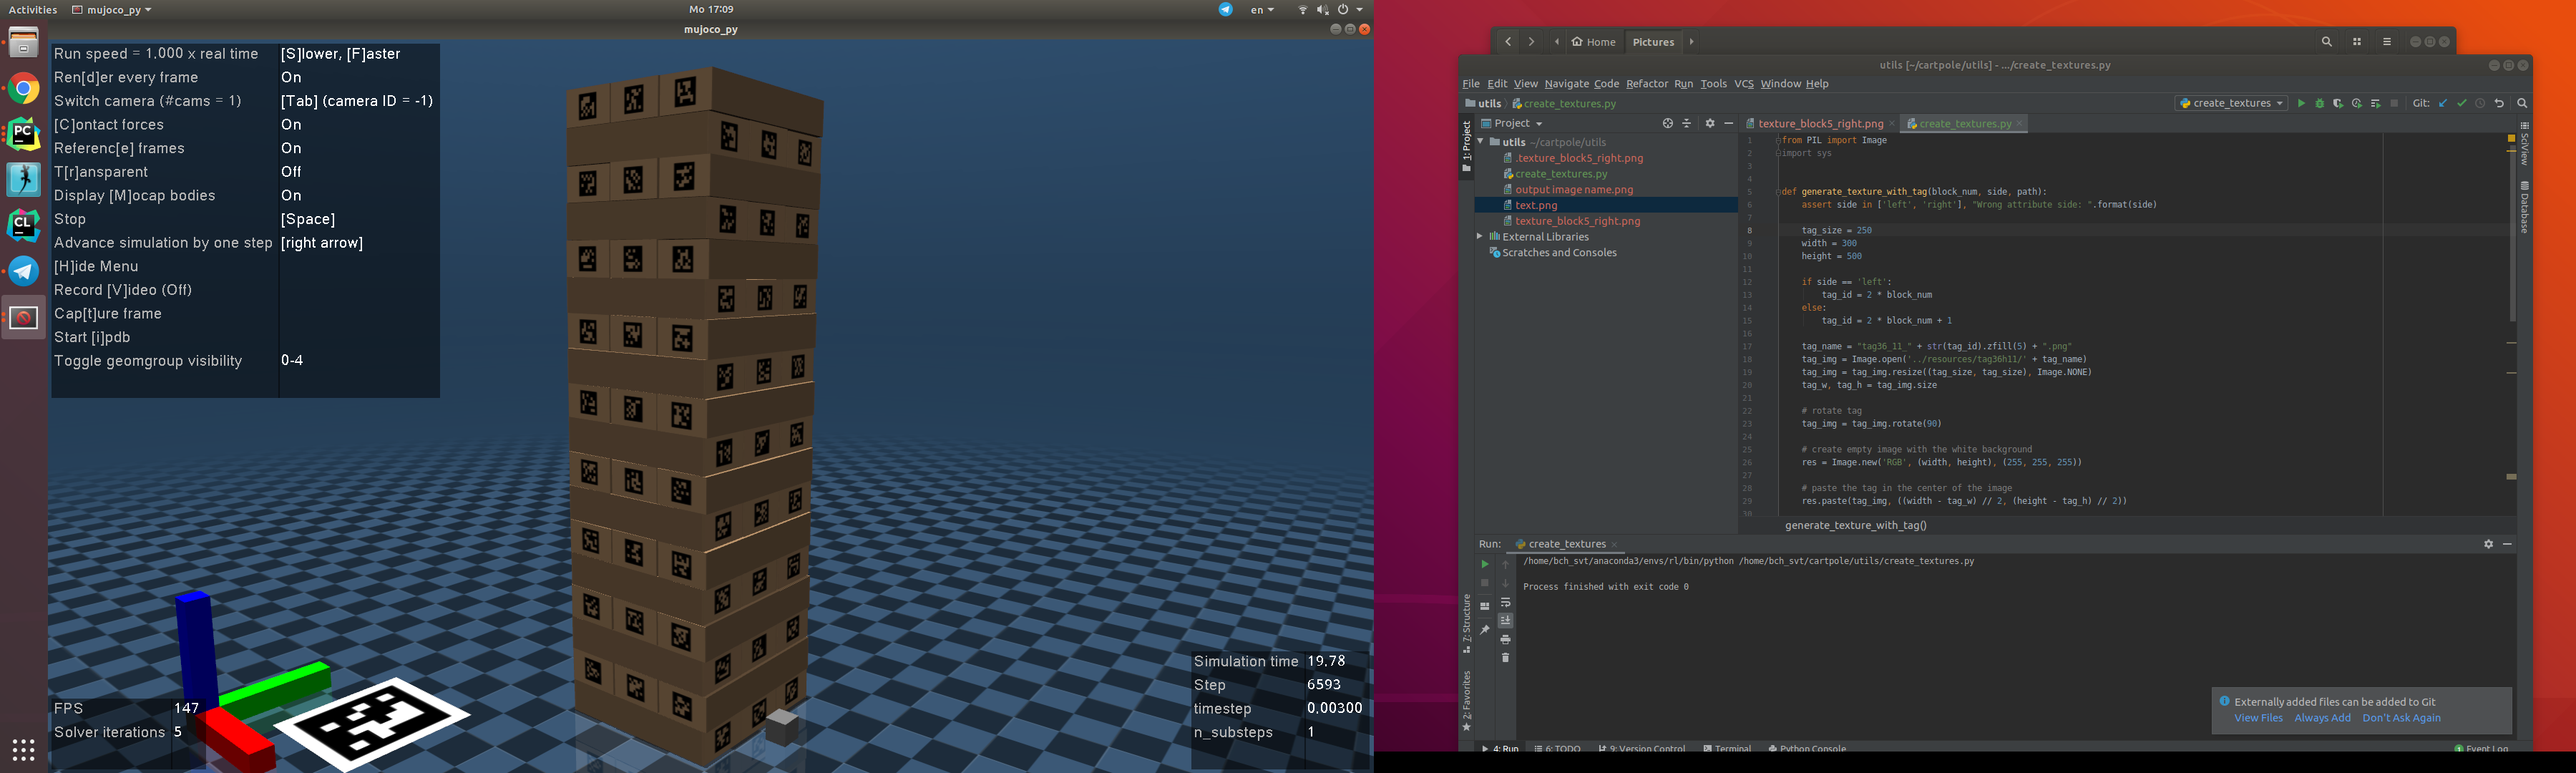 Activities
mujoco_py
Mo 17:09
en
mujoco_py
Run speed = 1.000 x real time [S]lower, [F]aster
Ren[d]er every frame On
Switch camera (#cams = 1) [Tab] (camera ID = -1)
[C]ontact forces On
Referenc[e] frames On
T[r]ansparent Off
Display [M]ocap bodies On
Stop [Space]
Advance simulation by one step [right arrow]
[H]ide Menu
Record [V]ideo (Off)
Cap[t]ure frame
Start [i]pdb
Toggle geomgroup visibility 0-4
FPS 147
Solver iterations 5
Simulation time 19.78
Step 6593
timestep 0.00300
n_substeps 1
PC
CL
Home Pictures
utils [~/cartpole/utils] - .../create_textures.py
File Edit View Navigate Code Refactor Run Tools VCS Window Help
utils create_textures.py
create_textures
Git:
1: Project
Project
utils ~/cartpole/utils
.texture_block5_right.png
create_textures.py
output image name.png
text.png
texture_block5_right.png
External Libraries
Scratches and Consoles
texture_block5_right.png create_textures.py
1 from PIL import Image
2 import sys
3
4
5 def generate_texture_with_tag(block_num, side, path):
6 assert side in ['left', 'right'], "Wrong attribute side: ".format(side)
7
8 tag_size = 250
9 width = 300
10 height = 500
11
12 if side == 'left':
13 tag_id = 2 * block_num
14 else:
15 tag_id = 2 * block_num + 1
16
17 tag_name = "tag36_11_" + str(tag_id).zfill(5) + ".png"
18 tag_img = Image.open('../resources/tag36h11/' + tag_name)
19 tag_img = tag_img.resize((tag_size, tag_size), Image.NONE)
20 tag_w, tag_h = tag_img.size
21
22 # rotate tag
23 tag_img = tag_img.rotate(90)
24
25 # create empty image with the white background
26 res = Image.new('RGB', (width, height), (255, 255, 255))
27
28 # paste the tag in the center of the image
29 res.paste(tag_img, ((width - tag_w) // 2, (height - tag_h) // 2))
30
generate_texture_with_tag()
SciView
Database
Run: create_textures
/home/bch_svt/anaconda3/envs/rl/bin/python /home/bch_svt/cartpole/utils/create_textures.py
Process finished with exit code 0
7: Structure
2: Favorites
Externally added files can be added to Git
View Files Always Add Don't Ask Again
4: Run 6: TODO 9: Version Control Terminal Python Console
1 Event Log